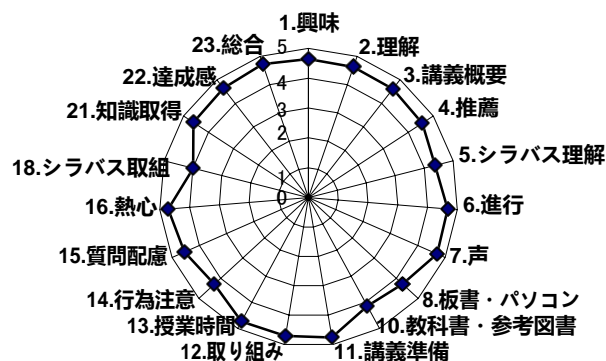 1.興味
2.理解
3.講義概要
4.推薦
5.シラバス理解
6.進行
7.声
8.板書・パソコン
10.教科書・参考図書
11.講義準備
12.取り組み
13.授業時間
14.行為注意
15.質問配慮
16.熱心
18.シラバス取組
21.知識取得
22.達成感
23.総合
5
4
3
2
1
0